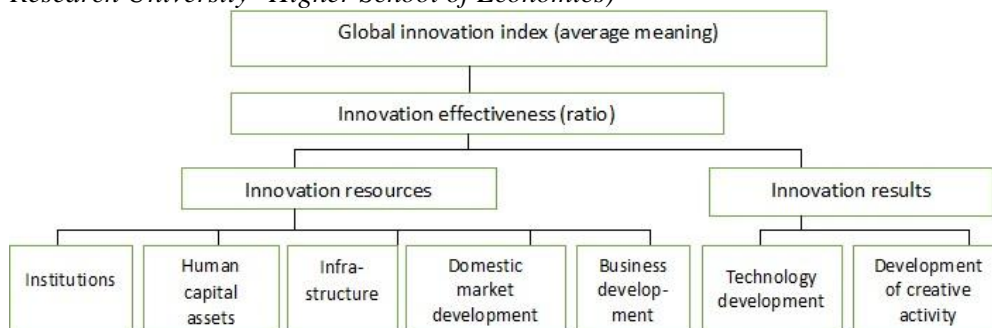 Research University "Higher School of Economics)
Global innovation index (average meaning)
Innovation effectiveness (ratio)
Innovation resources
Innovation results
Institutions
Human
capital
assets
Infra-
structure
Domestic
market
development
Business
develop-
ment
Technology
development
Development
of creative
activity